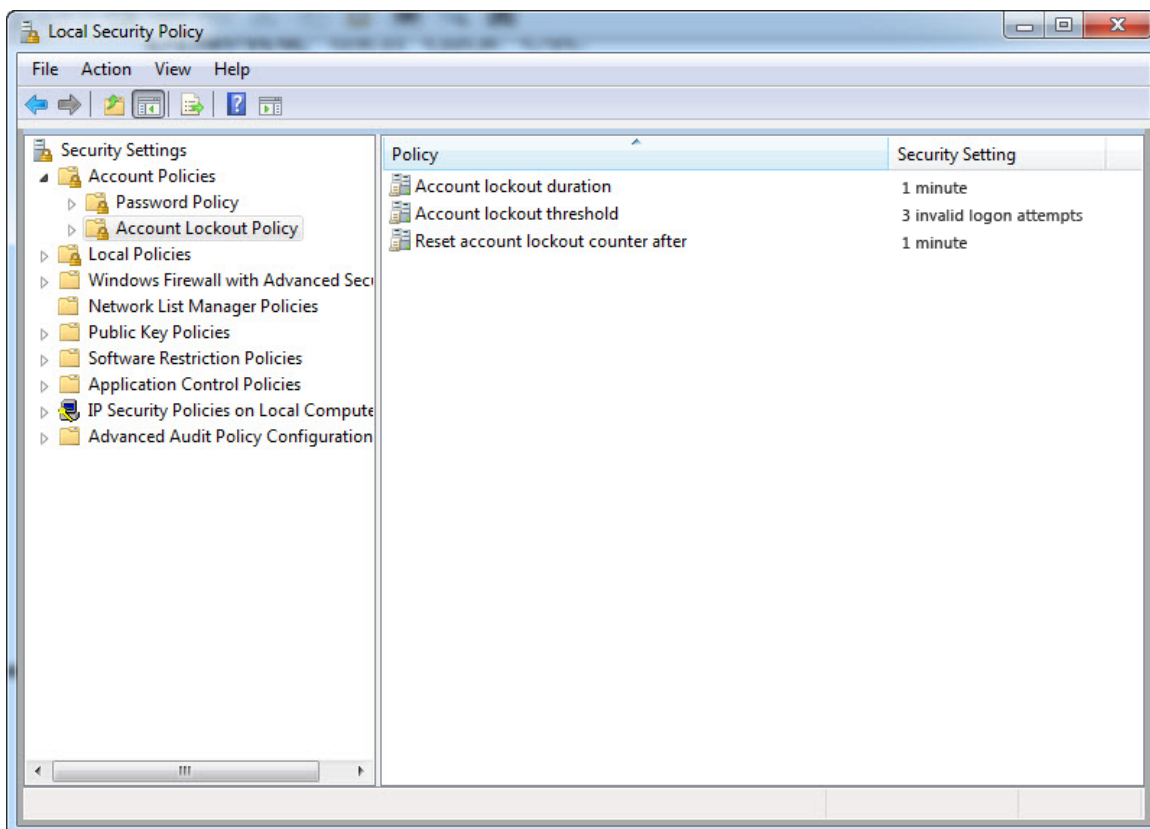 Local Security Policy
File Action View Help
Security Settings
Account Policies
Password Policy
Account Lockout Policy
Local Policies
Windows Firewall with Advanced Secu
Network List Manager Policies
Public Key Policies
Software Restriction Policies
Application Control Policies
IP Security Policies on Local Compute
Advanced Audit Policy Configuration
Policy Security Setting
Account lockout duration 1 minute
Account lockout threshold 3 invalid logon attempts
Reset account lockout counter after 1 minute